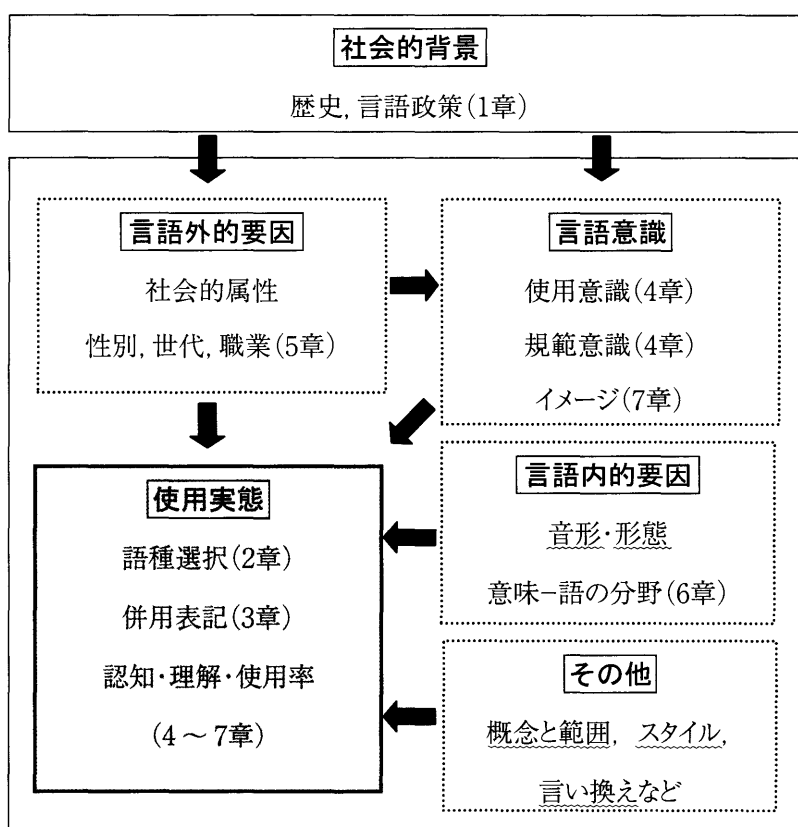 社会的背景
歴史, 言語政策(1章)
言語外的要因
社会的属性
性別, 世代, 職業(5章)
言語意識
使用意識(4章)
規範意識(4章)
イメージ(7章)
使用実態
語種選択(2章)
併用表記(3章)
認知・理解・使用率
(4～7章)
言語内的要因
音形・形態
意味−語の分野(6章)
その他
概念と範囲, スタイル,
言い換えなど